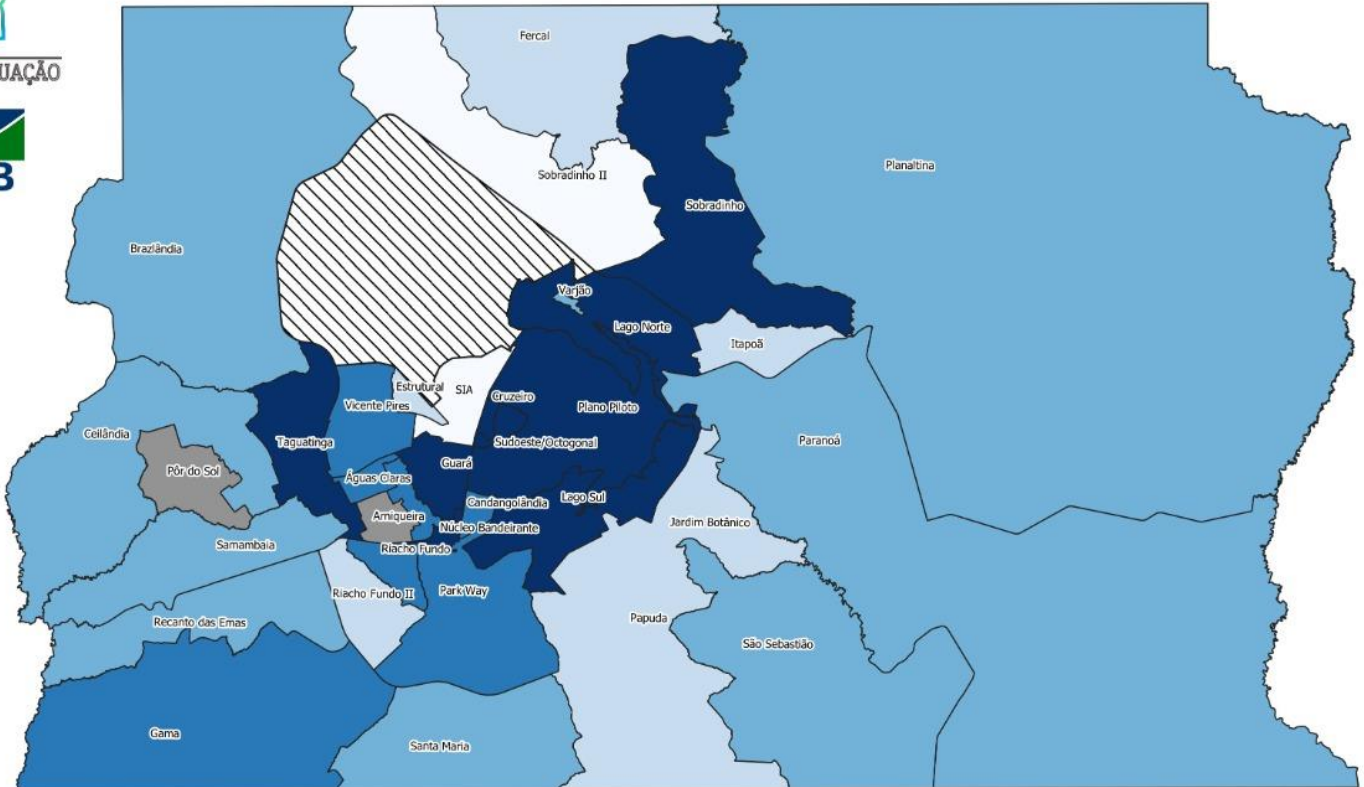 UAÇÃO
B
Fercal
Planaltina
Sobradinho II
Sobradinho
Brazlândia
Varjão
Lago Norte
Itapoã
Estrutural
SIA
Vicente Pires
Cruzeiro
Plano Piloto
Ceilândia
Taguatinga
Sudoeste/Octogonal
Paranoá
Guará
Pôr do Sol
Águas Claras
Lago Sul
Candangolândia
Arniqueira
Jardim Botânico
Núcleo Bandeirante
Samambaia
Riacho Fundo
Riacho Fundo II
Park Way
Papuda
Recanto das Emas
São Sebastião
Gama
Santa Maria